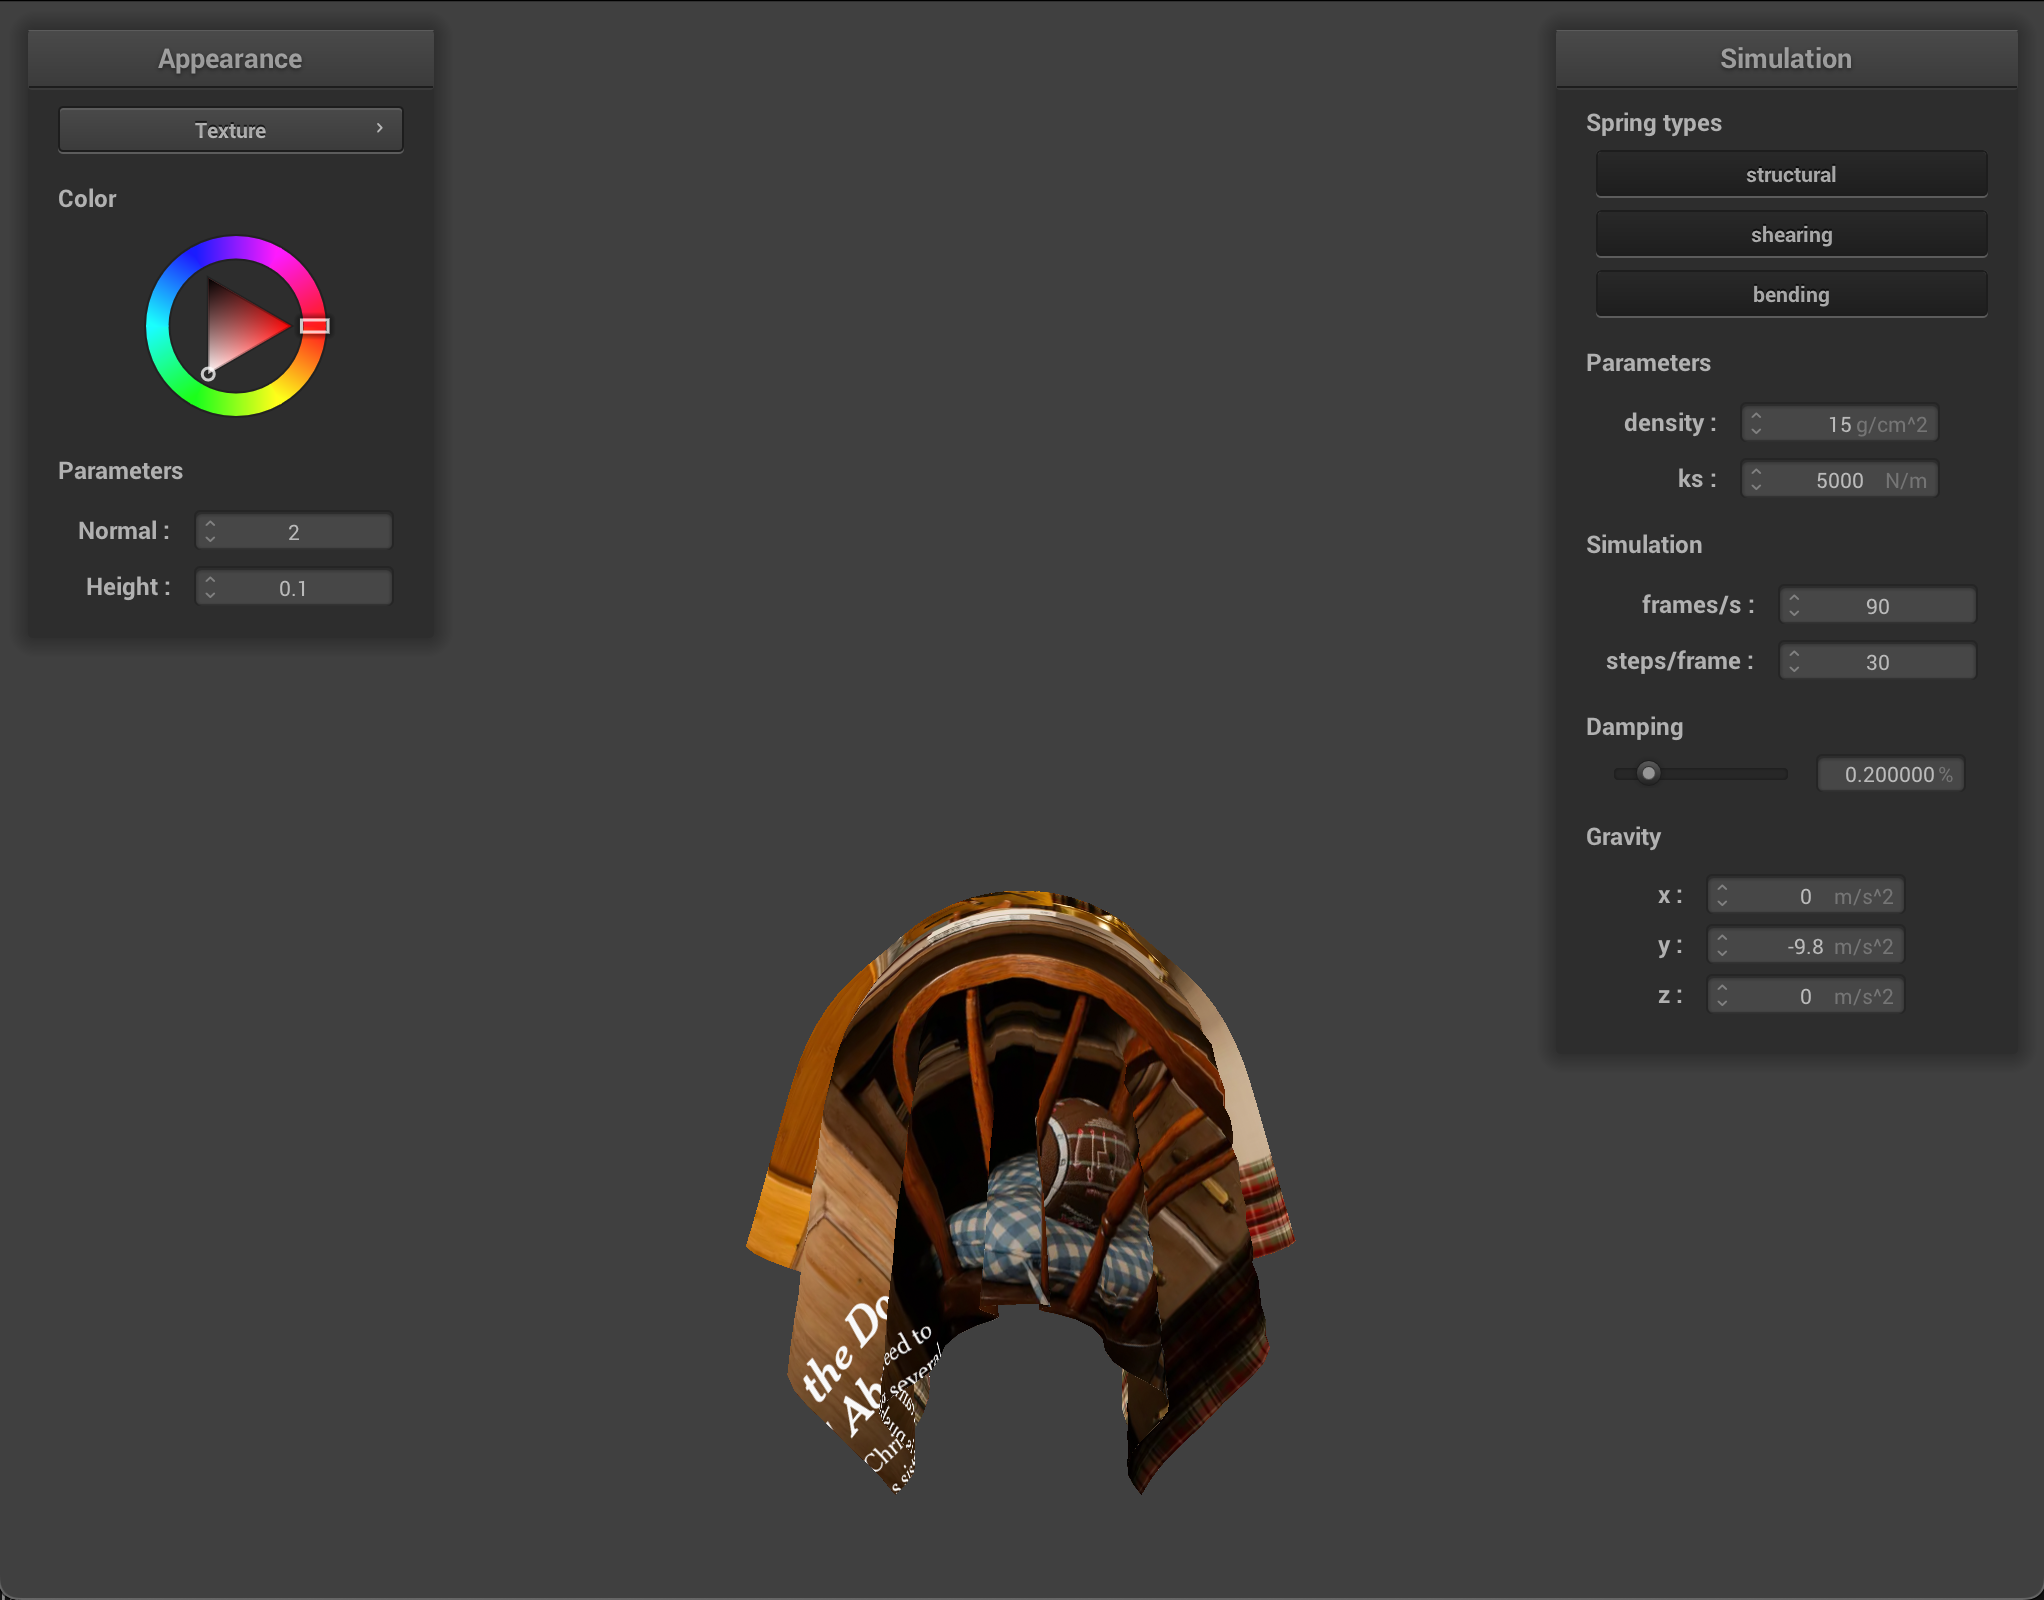 Appearance
Texture
Color
Parameters
Normal : 2
Height : 0.1
Simulation
Spring types
structural
shearing
bending
Parameters
density : 15 g/cm^2
ks : 5000 N/m
Simulation
frames/s : 90
steps/frame : 30
Damping
0.200000 %
Gravity
x : 0 m/s^2
y : -9.8 m/s^2
z : 0 m/s^2
the Do
eed to
Ab
several
Chri